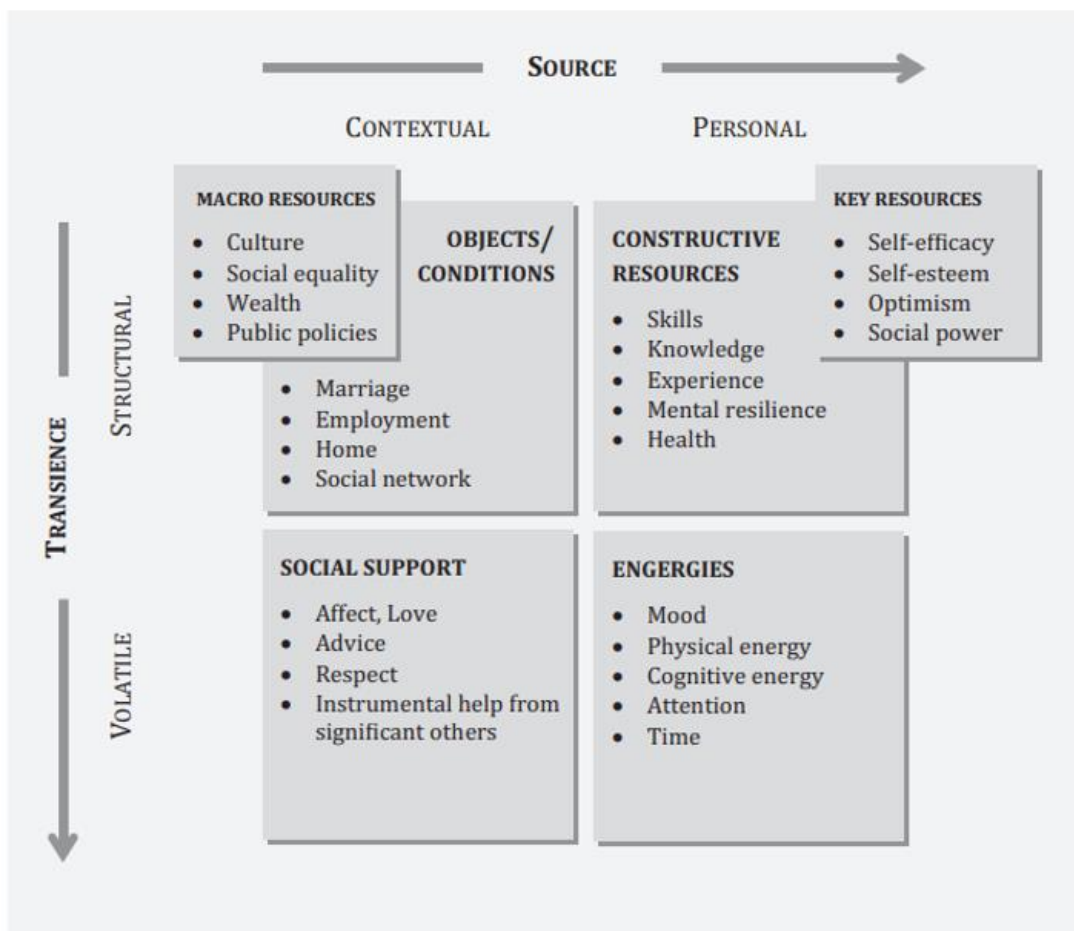 SOURCE
CONTEXTUAL
PERSONAL
TRANSIENCE
STRUCTURAL
VOLATILE
MACRO RESOURCES
• Culture
• Social equality
• Wealth
• Public policies
OBJECTS/
CONDITIONS
• Marriage
• Employment
• Home
• Social network
CONSTRUCTIVE
RESOURCES
• Skills
• Knowledge
• Experience
• Mental resilience
• Health
KEY RESOURCES
• Self-efficacy
• Self-esteem
• Optimism
• Social power
SOCIAL SUPPORT
• Affect, Love
• Advice
• Respect
• Instrumental help from
significant others
ENGERGIES
• Mood
• Physical energy
• Cognitive energy
• Attention
• Time